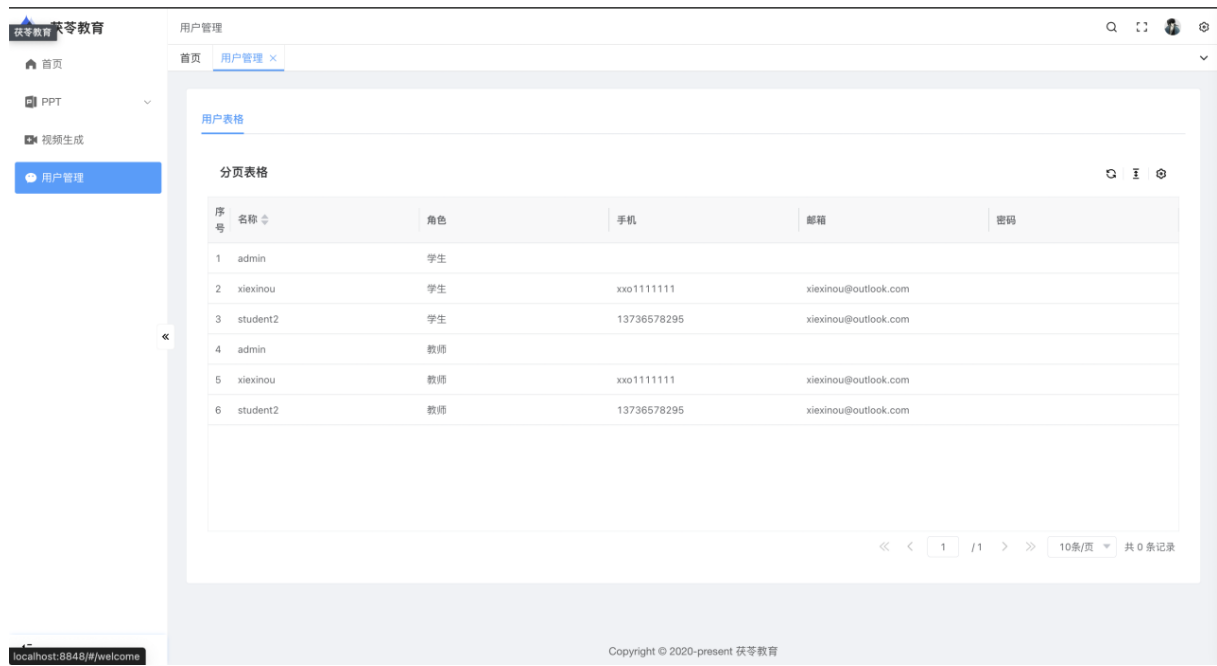 茯苓教育
茯苓教育
首页
PPT
视频生成
用户管理
用户管理
首页 用户管理 ×
用户表格
分页表格
序号 名称 角色 手机 邮箱 密码
1 admin 学生
2 xiexinou 学生 xxo1111111 xiexinou@outlook.com
3 student2 学生 13736578295 xiexinou@outlook.com
4 admin 教师
5 xiexinou 教师 xxo1111111 xiexinou@outlook.com
6 student2 教师 13736578295 xiexinou@outlook.com
1 /1 10条/页 共 0 条记录
Copyright © 2020-present 茯苓教育
localhost:8848/#/welcome